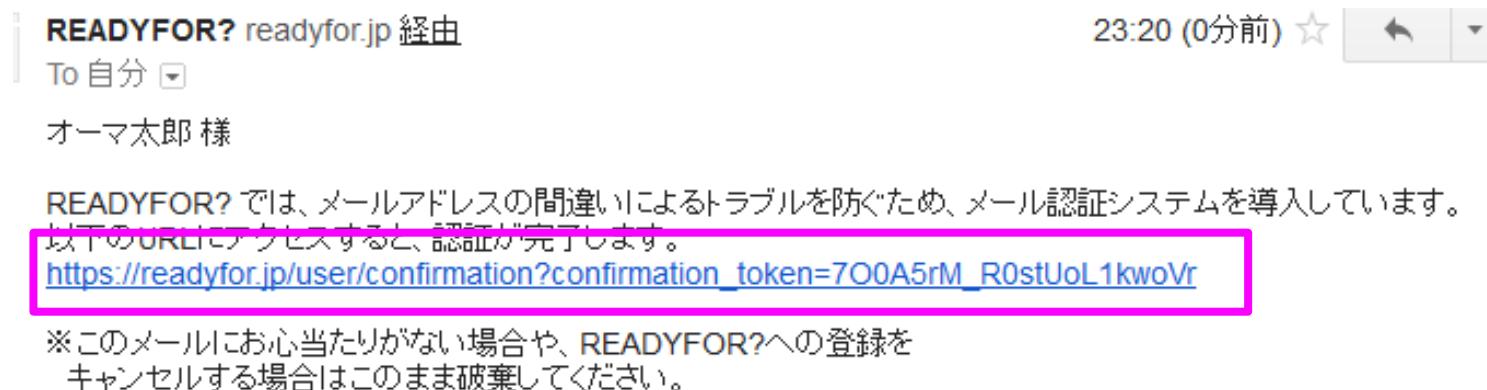 READYFOR? readyfor.jp 経由 23:20 (0分前)
To 自分
オーマ太郎 様
READYFOR? では、メールアドレスの間違いによるトラブルを防ぐため、メール認証システムを導入しています。
以下のURLにアクセスすると、認証が完了します。
https://readyfor.jp/user/confirmation?confirmation_token=7O0A5rM_R0stUoL1kwoVr
※このメールにお心当たりがない場合や、READYFOR?への登録を
キャンセルする場合はこのまま破棄してください。